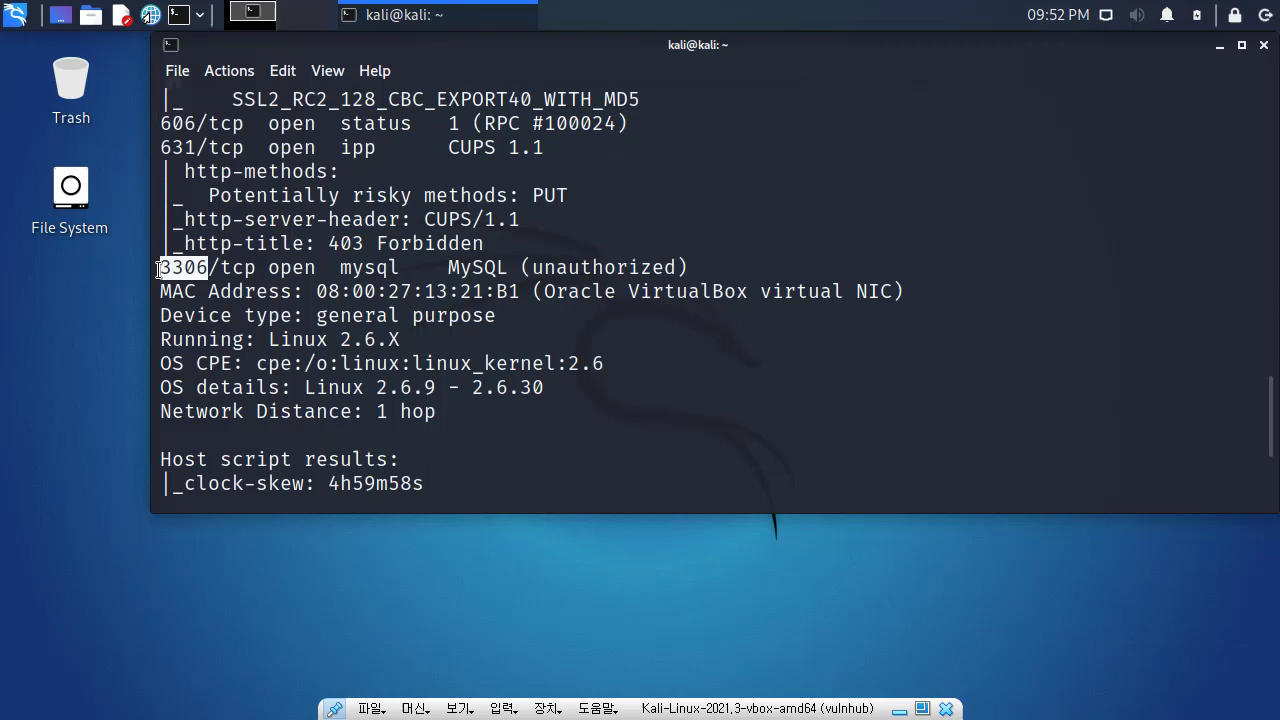 kali@kali: ~
09:52 PM
kali@kali: ~
File Actions Edit View Help
Trash
File System
|_    SSL2_RC2_128_CBC_EXPORT40_WITH_MD5
606/tcp  open  status   1 (RPC #100024)
631/tcp  open  ipp      CUPS 1.1
| http-methods:
|_  Potentially risky methods: PUT
|_http-server-header: CUPS/1.1
|_http-title: 403 Forbidden
3306/tcp open  mysql    MySQL (unauthorized)
MAC Address: 08:00:27:13:21:B1 (Oracle VirtualBox virtual NIC)
Device type: general purpose
Running: Linux 2.6.X
OS CPE: cpe:/o:linux:linux_kernel:2.6
OS details: Linux 2.6.9 - 2.6.30
Network Distance: 1 hop
Host script results:
|_clock-skew: 4h59m58s
파일 머신 보기 입력 장치 도움말 Kali-Linux-2021.3-vbox-amd64 (vulnhub)